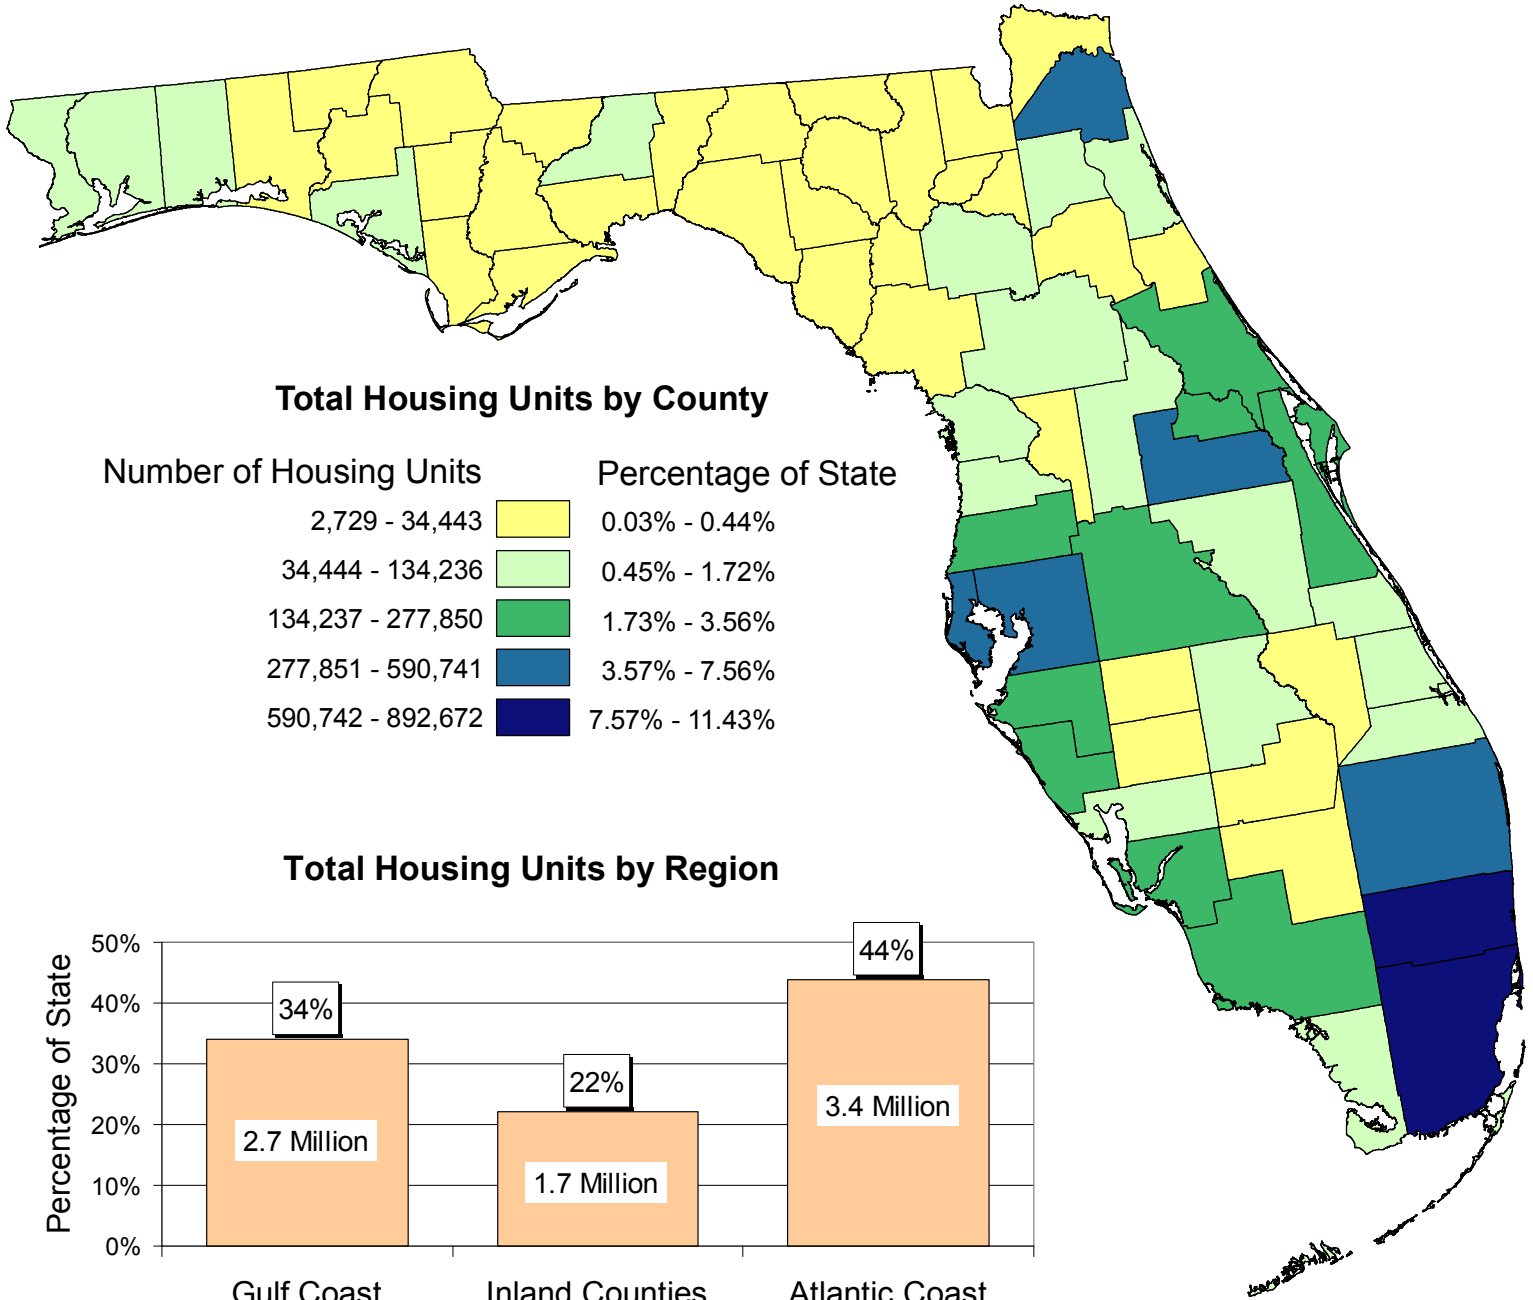 Total Housing Units by County
Number of Housing Units Percentage of State
2,729 - 34,443 0.03% - 0.44%
34,444 - 134,236 0.45% - 1.72%
134,237 - 277,850 1.73% - 3.56%
277,851 - 590,741 3.57% - 7.56%
590,742 - 892,672 7.57% - 11.43%
Total Housing Units by Region
Percentage of State
50%
40%
30%
20%
10%
0%
34%
22%
44%
2.7 Million
1.7 Million
3.4 Million
Gulf Coast Inland Counties Atlantic Coast